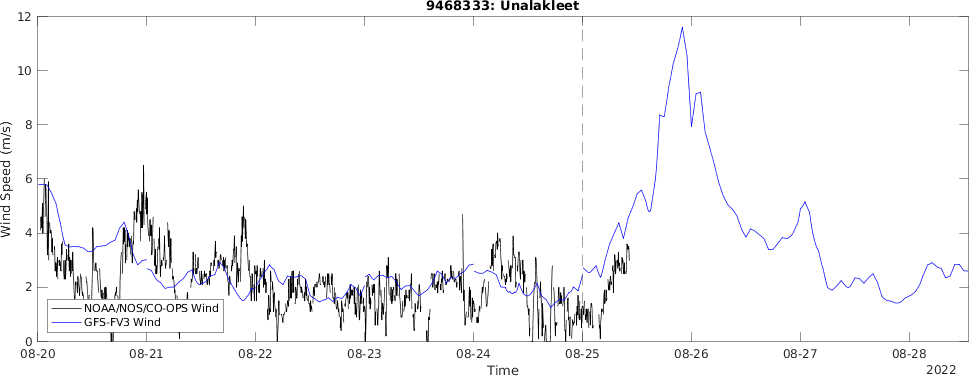 9468333: Unalakleet
Wind Speed (m/s)
12
10
8
6
4
2
0
NOAA/NOS/CO-OPS Wind
GFS-FV3 Wind
08-20 08-21 08-22 08-23 08-24 08-25 08-26 08-27 08-28
Time
2022